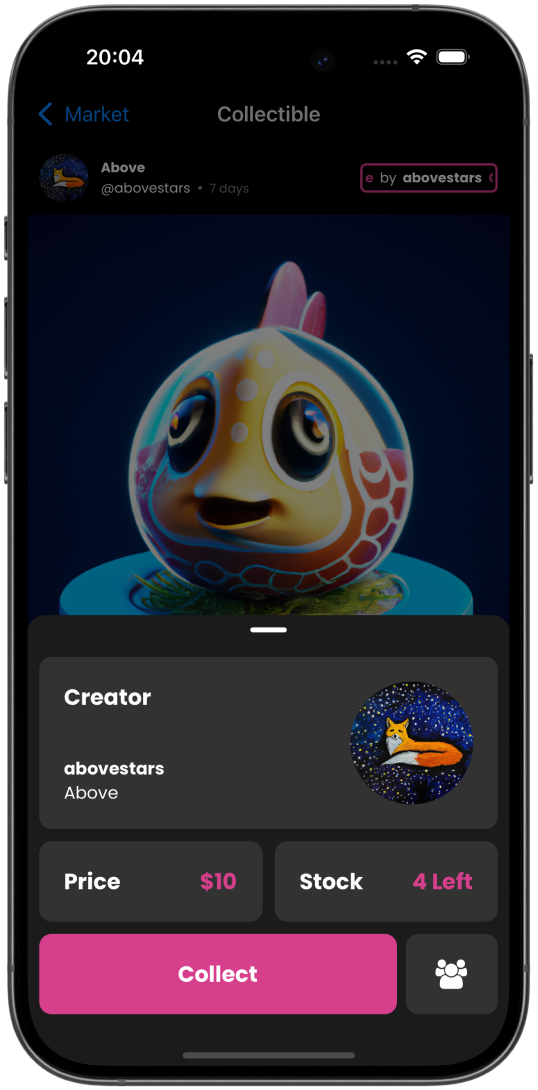 20:04
Market
Collectible
Above
@abovestars • 7 days
e by abovestars
Creator
abovestars
Above
Price $10
Stock 4 Left
Collect